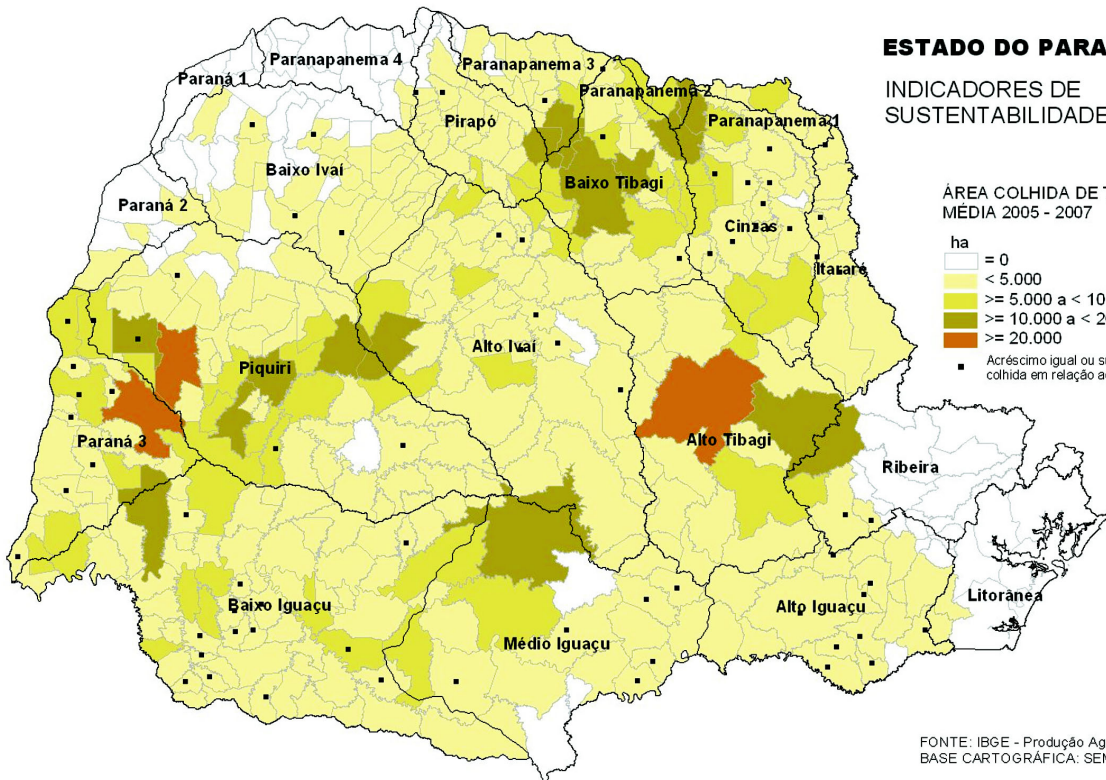 ESTADO DO PARA
INDICADORES DE
SUSTENTABILIDADE
ÁREA COLHIDA DE
MÉDIA 2005 - 2007
ha
= 0
< 5.000
>= 5.000 a < 10
>= 10.000 a < 2
>= 20.000
Acréscimo igual ou su
colhida em relação a
Paraná 1
Paranapanema 4
Paranapanema 3
Paranapanema 2
Paranapanema 1
Pirapó
Baixo Ivaí
Baixo Tibagi
Paraná 2
Cinzas
Itararé
Alto Ivaí
Piquiri
Paraná 3
Alto Tibagi
Ribeira
Litorânea
Baixo Iguaçu
Médio Iguaçu
Alto Iguaçu
FONTE: IBGE - Produção Ag
BASE CARTOGRÁFICA: SEM